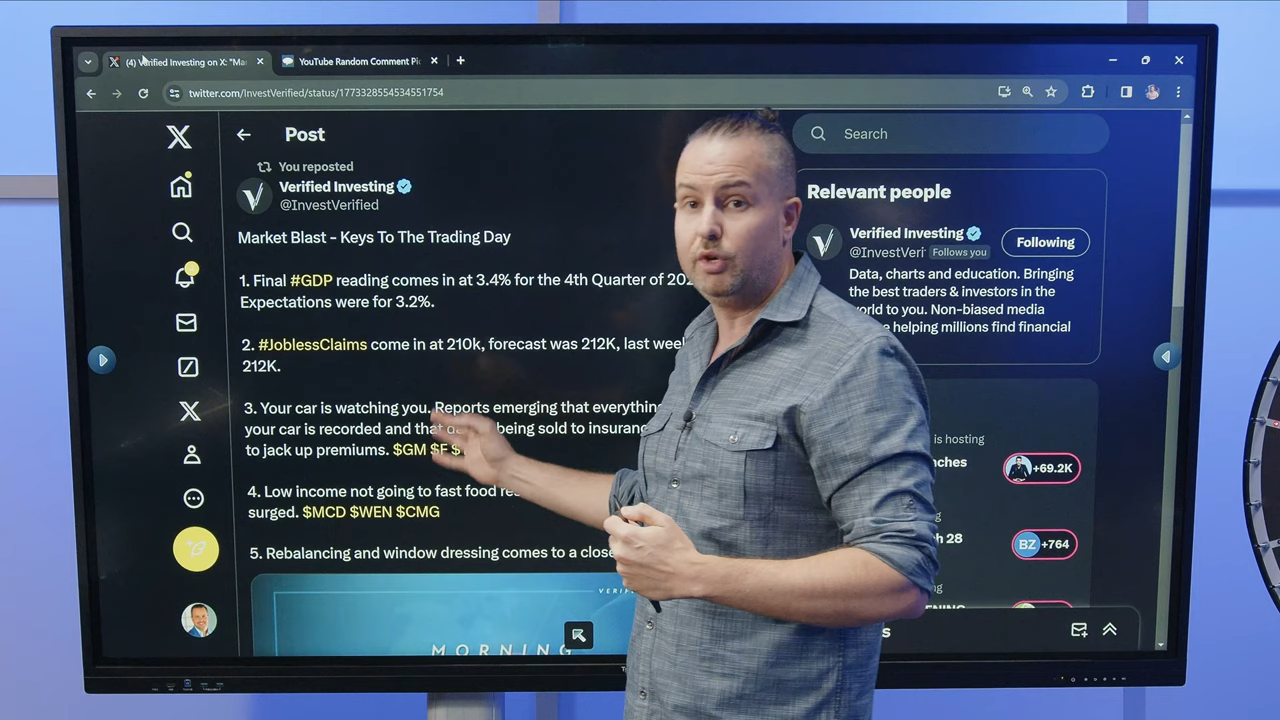 (4) Verified Investing on X: "Ma
YouTube Random Comment Pi
twitter.com/InvestVerified/status/1773328554534551754
Post
Search
You reposted
Verified Investing
@InvestVerified
Market Blast - Keys To The Trading Day
1. Final #GDP reading comes in at 3.4% for the 4th Quarter of 202
Expectations were for 3.2%.
2. #JoblessClaims come in at 210k, forecast was 212K, last wee
212K.
3. Your car is watching you. Reports emerging that everything
your car is recorded and that being sold to insuran
to jack up premiums. $GM $F $
4. Low income not going to fast food re
surged. $MCD $WEN $CMG
5. Rebalancing and window dressing comes to a close
VERIF
MORNING
Relevant people
Verified Investing
@InvestVeri Follows you
Following
Data, charts and education. Bringing
the best traders & investors in the
world to you. Non-biased media
helping millions find financial
is hosting
nches
+69.2K
h 28
BZ +764